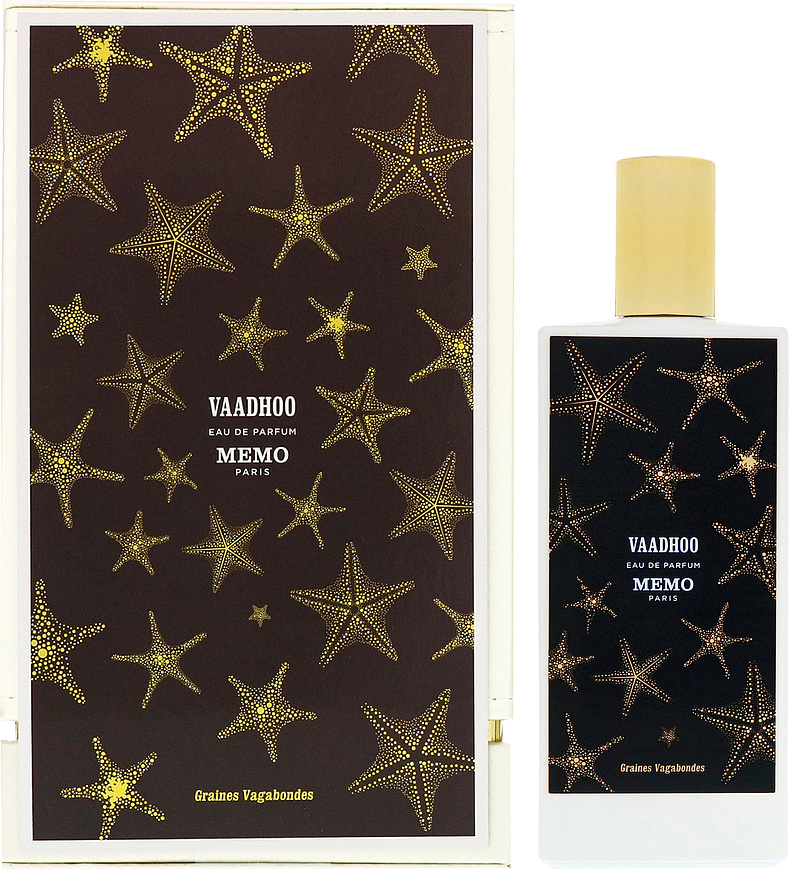 VAADHOO
EAU DE PARFUM
MEMO
PARIS
Graines Vagabondes
VAADHOO
EAU DE PARFUM
MEMO
PARIS
Graines Vagabondes